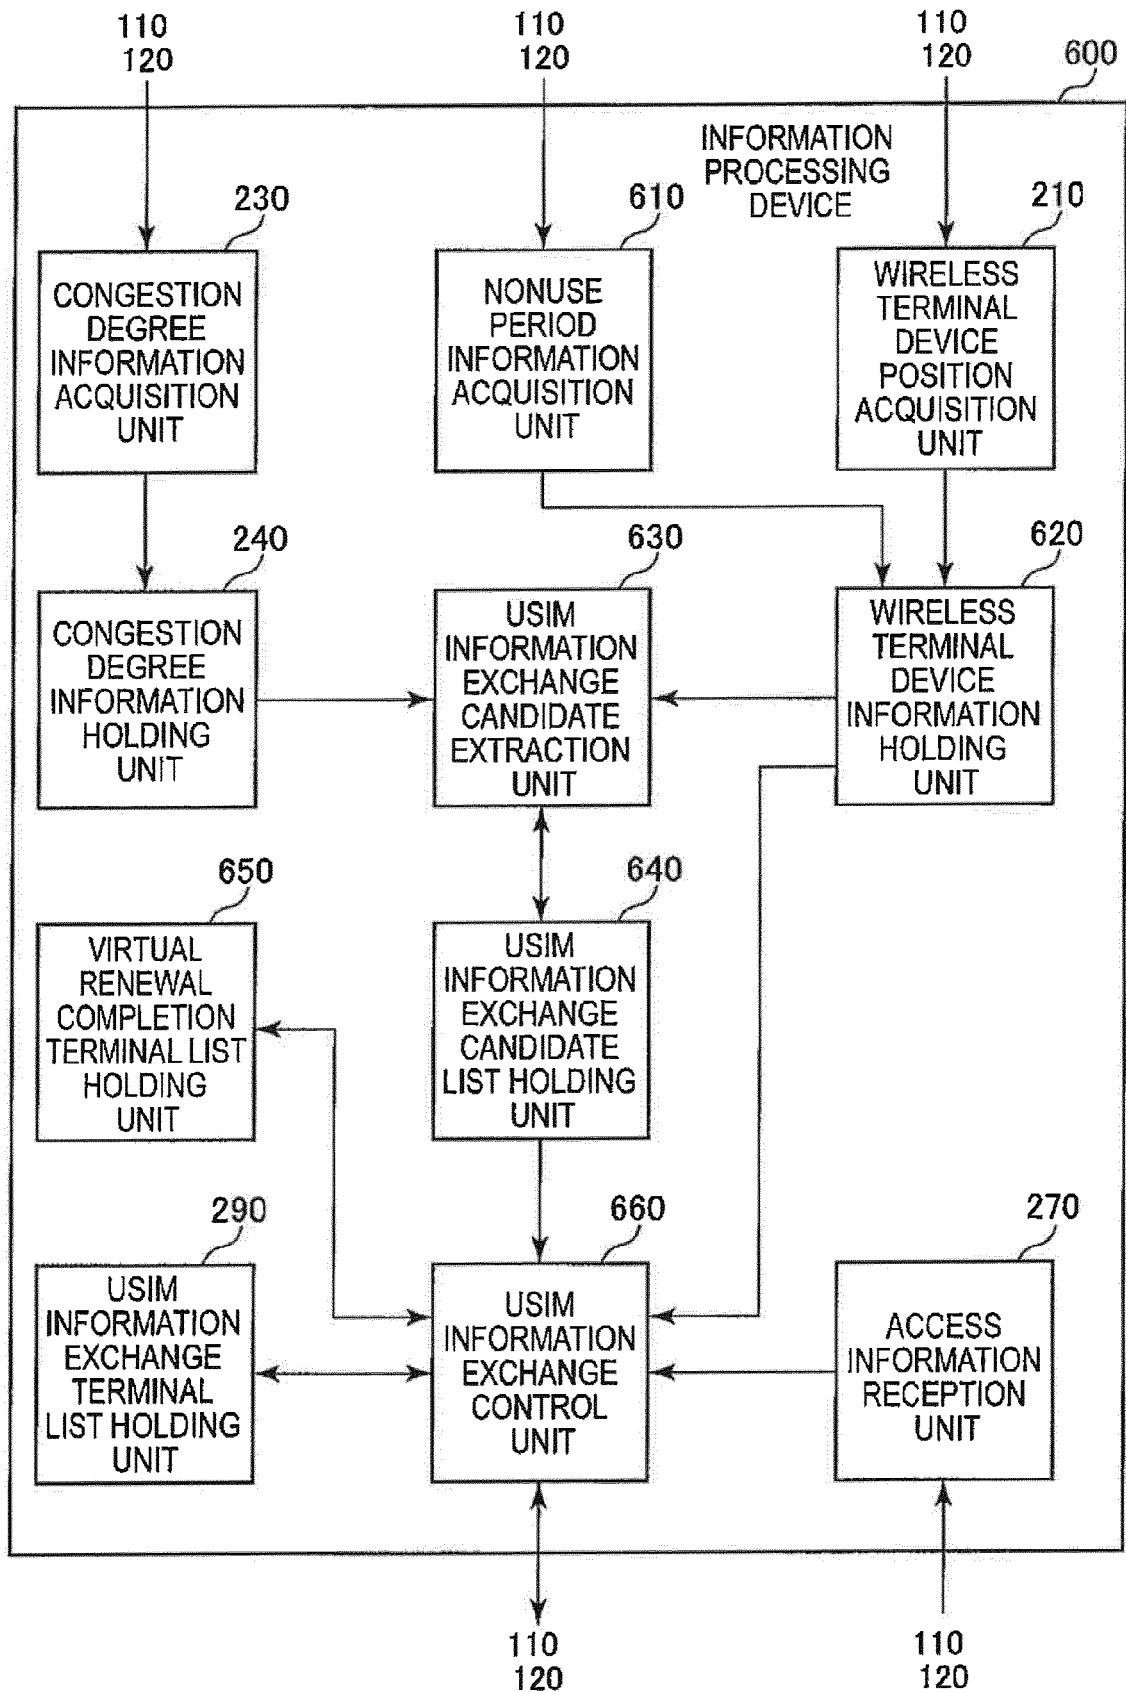 110
120
110
120
110
120
600
INFORMATION
PROCESSING
DEVICE
230
CONGESTION
DEGREE
INFORMATION
ACQUISITION
UNIT
610
NONUSE
PERIOD
INFORMATION
ACQUISITION
UNIT
210
WIRELESS
TERMINAL
DEVICE
POSITION
ACQUISITION
UNIT
240
CONGESTION
DEGREE
INFORMATION
HOLDING
UNIT
630
USIM
INFORMATION
EXCHANGE
CANDIDATE
EXTRACTION
UNIT
620
WIRELESS
TERMINAL
DEVICE
INFORMATION
HOLDING
UNIT
650
VIRTUAL
RENEWAL
COMPLETION
TERMINAL LIST
HOLDING
UNIT
640
USIM
INFORMATION
EXCHANGE
CANDIDATE
LIST HOLDING
UNIT
290
USIM
INFORMATION
EXCHANGE
TERMINAL
LIST HOLDING
UNIT
660
USIM
INFORMATION
EXCHANGE
CONTROL
UNIT
270
ACCESS
INFORMATION
RECEPTION
UNIT
110
120
110
120